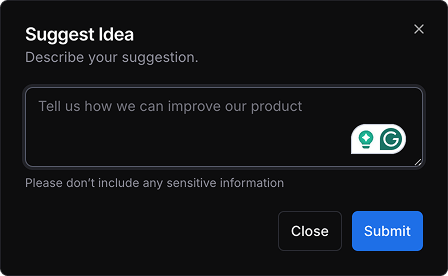 Suggest Idea
Describe your suggestion.
Tell us how we can improve our product
Please don’t include any sensitive information
Close
Submit